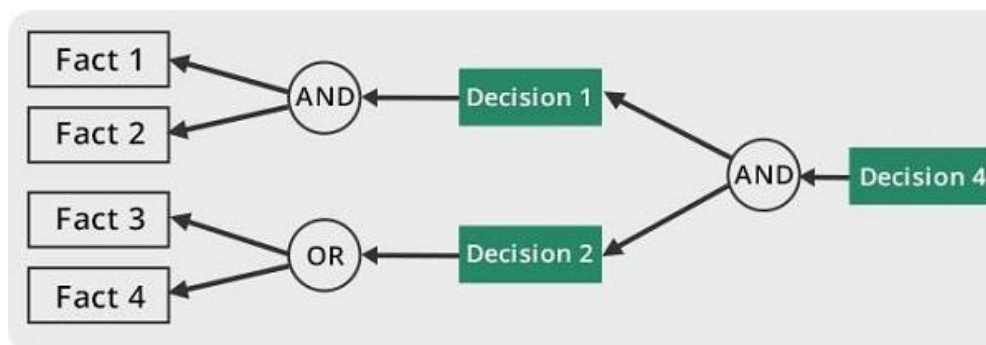 Fact 1
Fact 2
AND
Decision 1
Fact 3
Fact 4
OR
Decision 2
AND
Decision 4